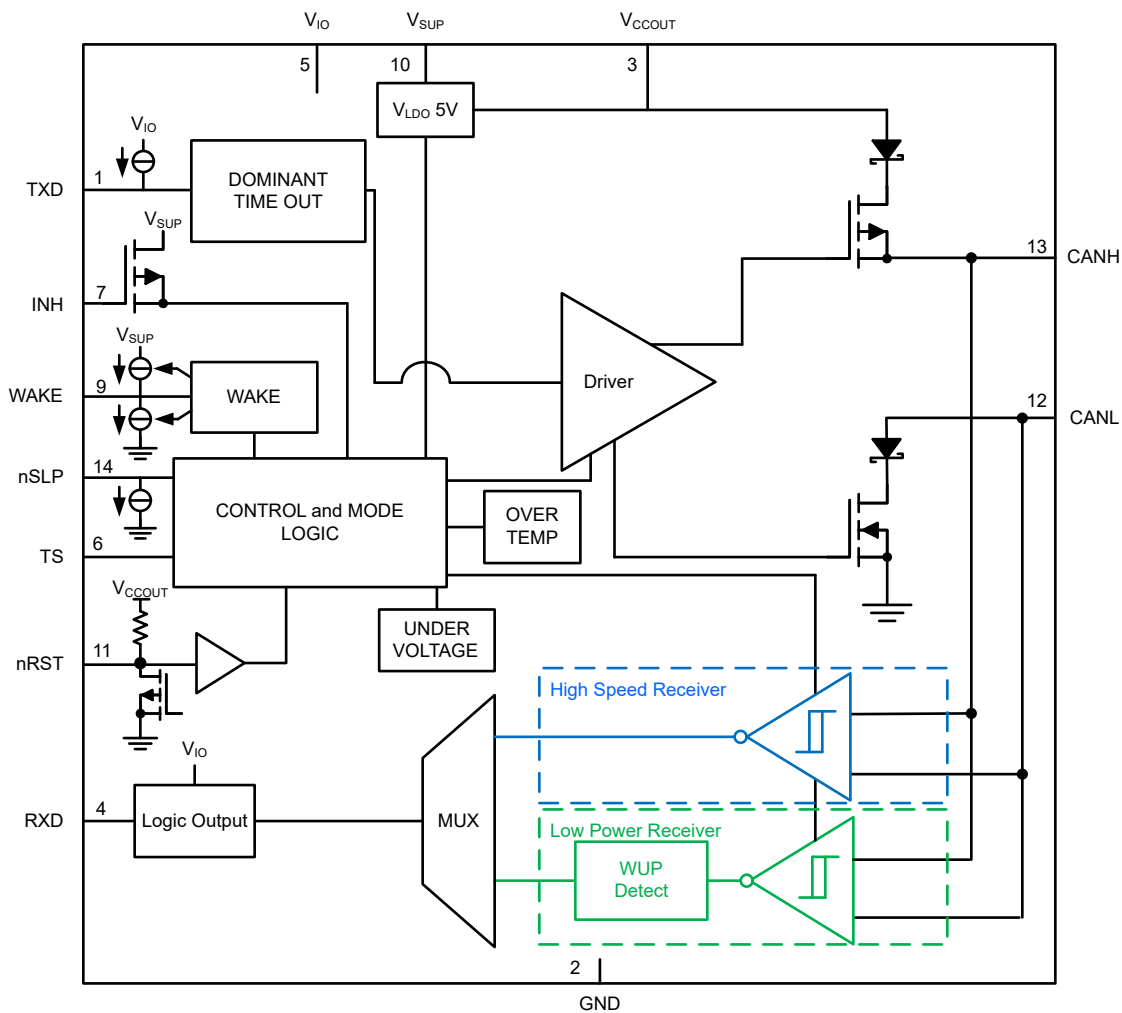 VIO
VSUP
VCCOUT
5
10
3
VLDO 5V
VIO
TXD
1
DOMINANT
TIME OUT
VSUP
INH
7
13
CANH
VSUP
WAKE
9
WAKE
Driver
12
CANL
nSLP
14
CONTROL and MODE
LOGIC
OVER
TEMP
TS
6
VCCOUT
UNDER
VOLTAGE
nRST
11
High Speed Receiver
VIO
RXD
4
Logic Output
MUX
Low Power Receiver
WUP
Detect
2
GND